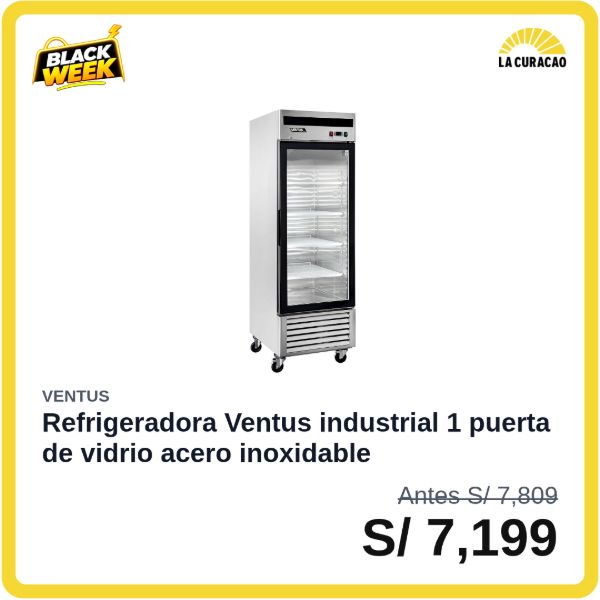 BLACK
WEEK
LA CURACAO
VENTUS
Refrigeradora Ventus industrial 1 puerta
de vidrio acero inoxidable
Antes S/ 7,809
S/ 7,199